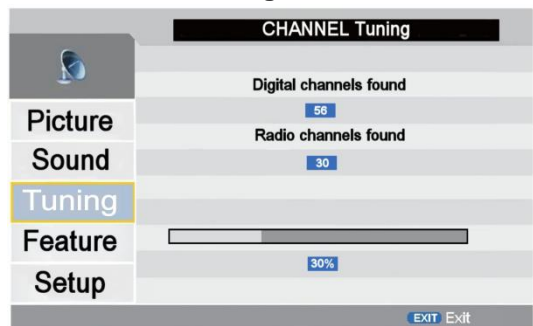 CHANNEL Tuning
Digital channels found
56
Radio channels found
30
30%
Picture
Sound
Tuning
Feature
Setup
EXIT Exit